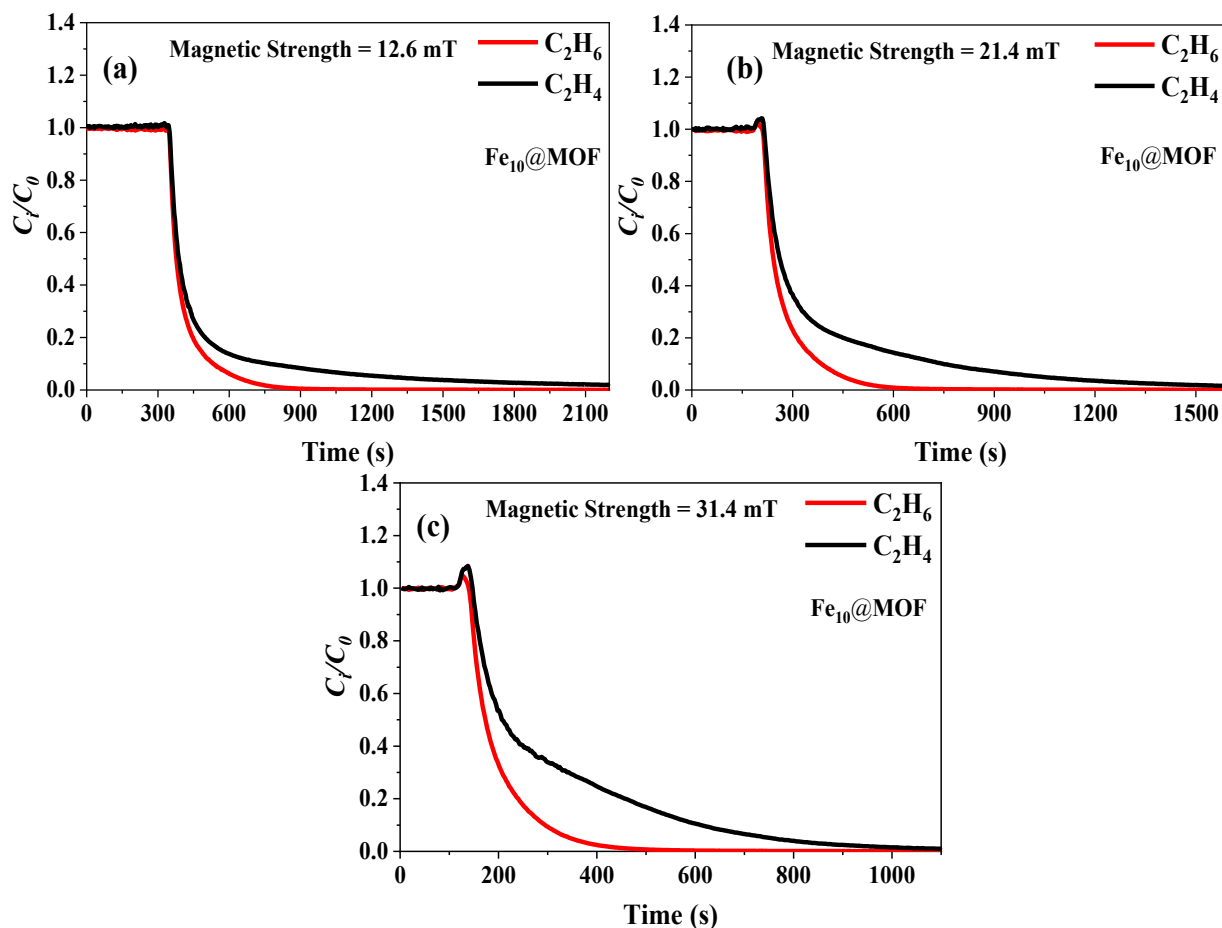 (a)
Magnetic Strength = 12.6 mT
C₂H₆
C₂H₄
Fe₁₀@MOF
Cᵢ/C₀
1.4
1.2
1.0
0.8
0.6
0.4
0.2
0.0
0 300 600 900 1200 1500 1800 2100
Time (s)
(b)
Magnetic Strength = 21.4 mT
C₂H₆
C₂H₄
Fe₁₀@MOF
Cᵢ/C₀
1.4
1.2
1.0
0.8
0.6
0.4
0.2
0.0
0 300 600 900 1200 1500
Time (s)
(c)
Magnetic Strength = 31.4 mT
C₂H₆
C₂H₄
Fe₁₀@MOF
Cᵢ/C₀
1.4
1.2
1.0
0.8
0.6
0.4
0.2
0.0
0 200 400 600 800 1000
Time (s)